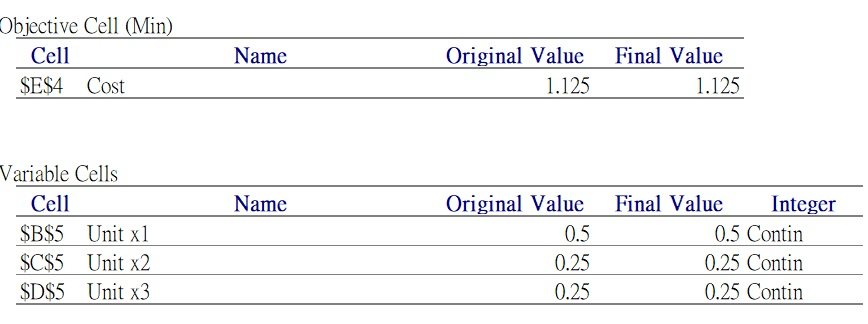 Objective Cell (Min)
Cell Name Original Value Final Value
$E$4 Cost 1.125 1.125
Variable Cells
Cell Name Original Value Final Value Integer
$B$5 Unit x1 0.5 0.5 Contin
$C$5 Unit x2 0.25 0.25 Contin
$D$5 Unit x3 0.25 0.25 Contin